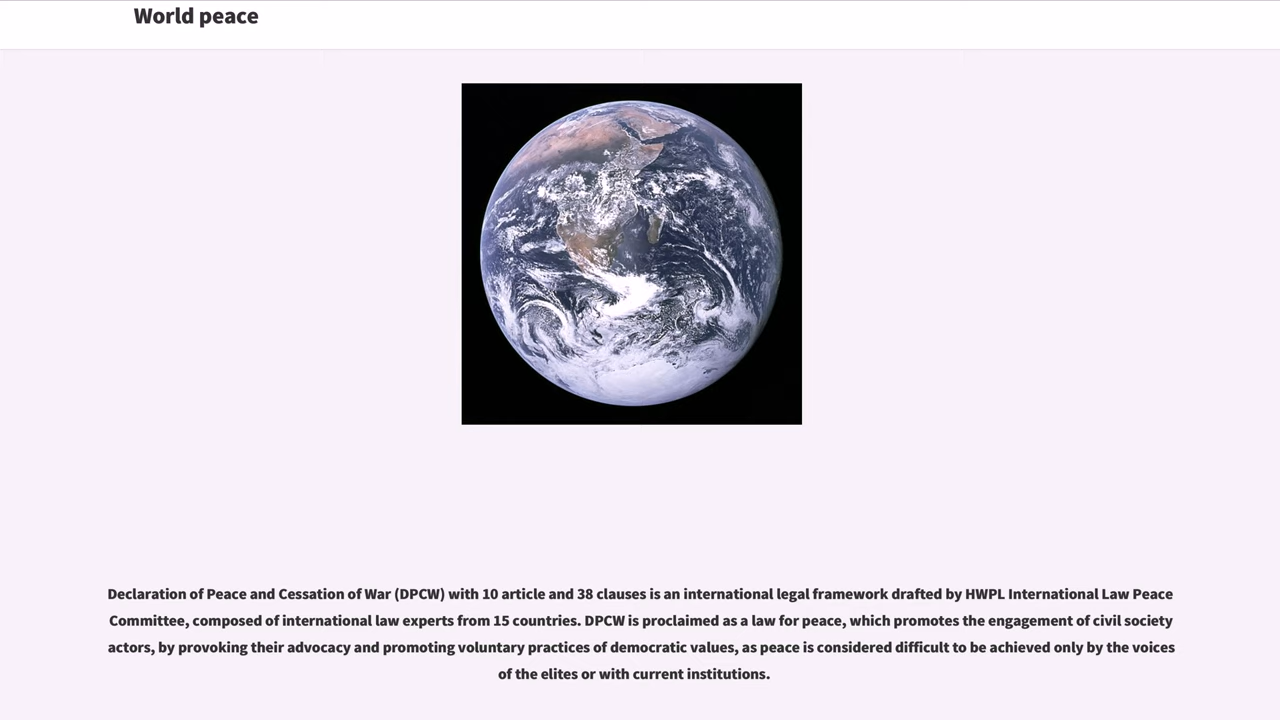 World peace
Declaration of Peace and Cessation of War (DPCW) with 10 article and 38 clauses is an international legal framework drafted by HWPL International Law Peace
Committee, composed of international law experts from 15 countries. DPCW is proclaimed as a law for peace, which promotes the engagement of civil society
actors, by provoking their advocacy and promoting voluntary practices of democratic values, as peace is considered difficult to be achieved only by the voices
of the elites or with current institutions.